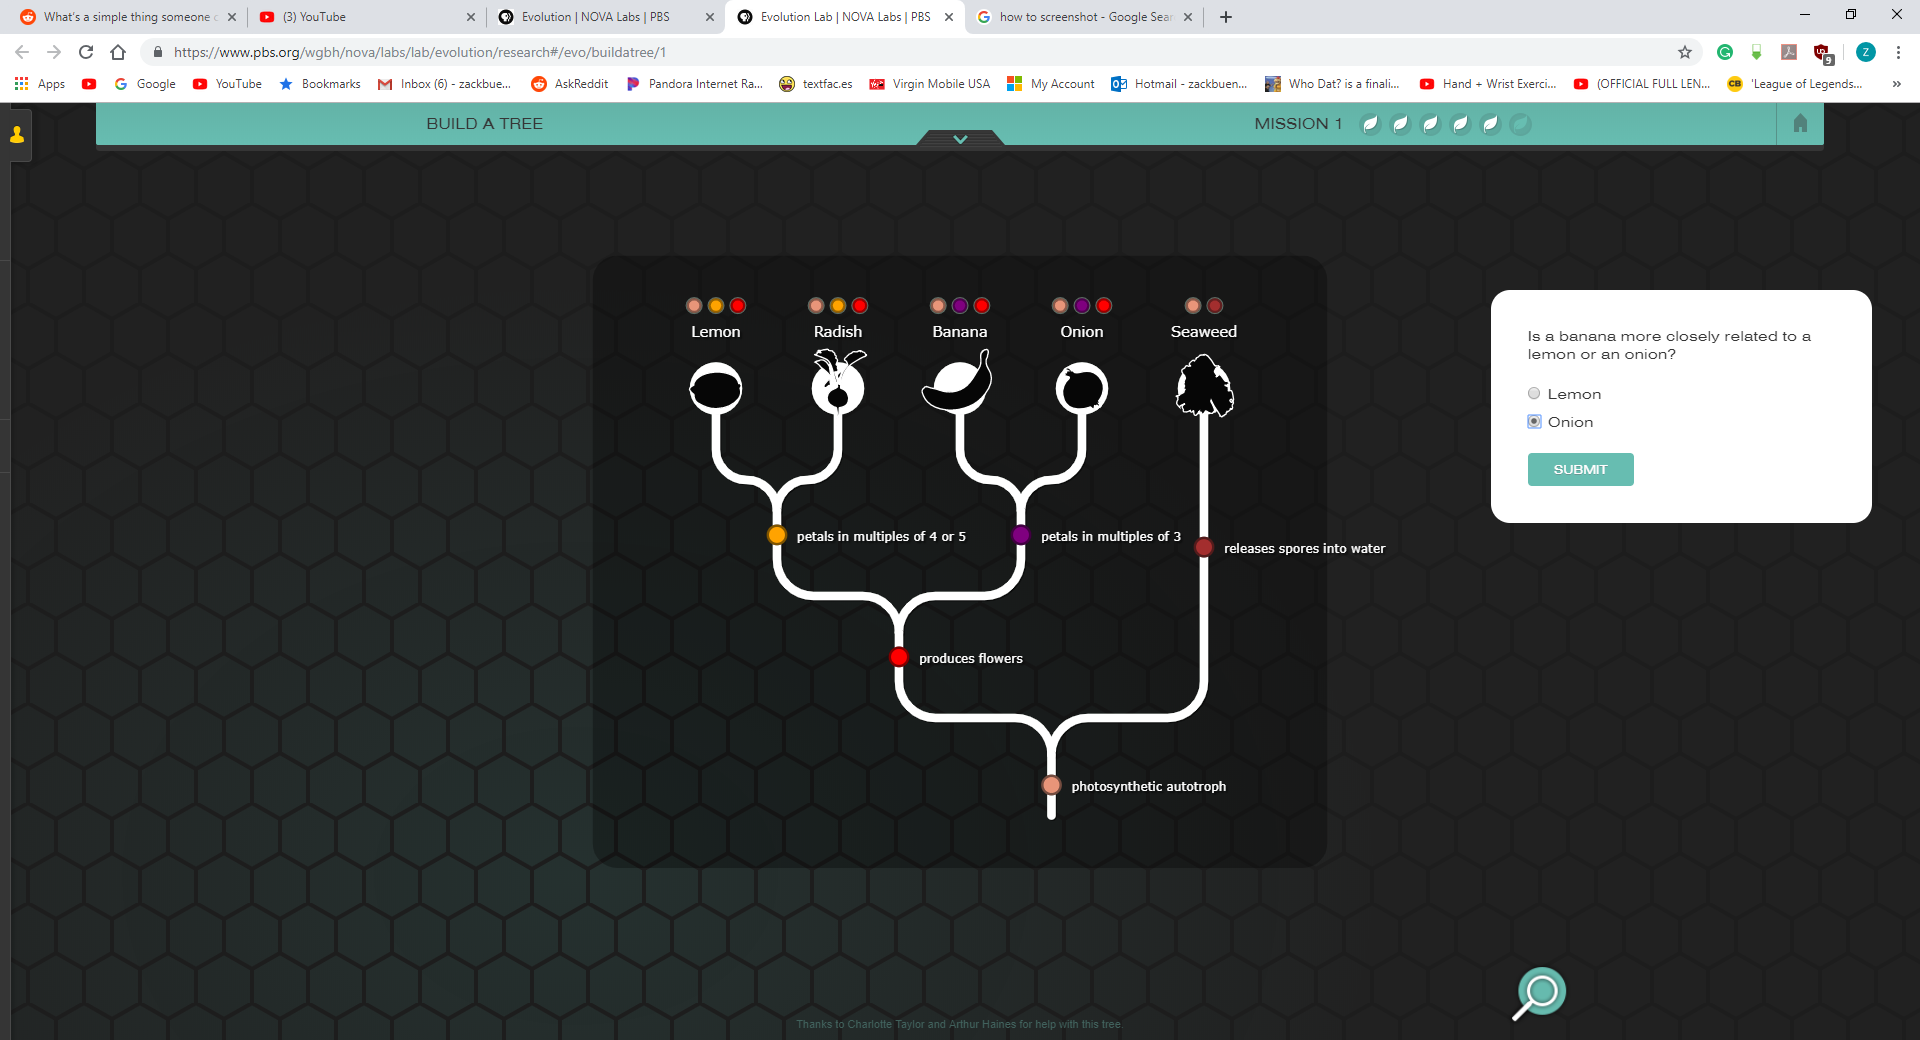 What's a simple thing someone c
(3) YouTube
Evolution | NOVA Labs | PBS
Evolution Lab | NOVA Labs | PBS
how to screenshot - Google Sear
https://www.pbs.org/wgbh/nova/labs/lab/evolution/research#/evo/buildatree/1
9
Z
Apps
Google
YouTube
Bookmarks
Inbox (6) - zackbue...
AskReddit
Pandora Internet Ra...
textfac.es
Virgin Mobile USA
My Account
Hotmail - zackbuen...
Who Dat? is a finali...
Hand + Wrist Exerci...
(OFFICIAL FULL LEN...
CB
'League of Legends...
»
BUILD A TREE
MISSION 1
Lemon
Radish
Banana
Onion
Seaweed
Is a banana more closely related to a
lemon or an onion?
Lemon
Onion
SUBMIT
petals in multiples of 4 or 5
petals in multiples of 3
releases spores into water
produces flowers
photosynthetic autotroph
Thanks to Charlotte Taylor and Arthur Haines for help with this tree.